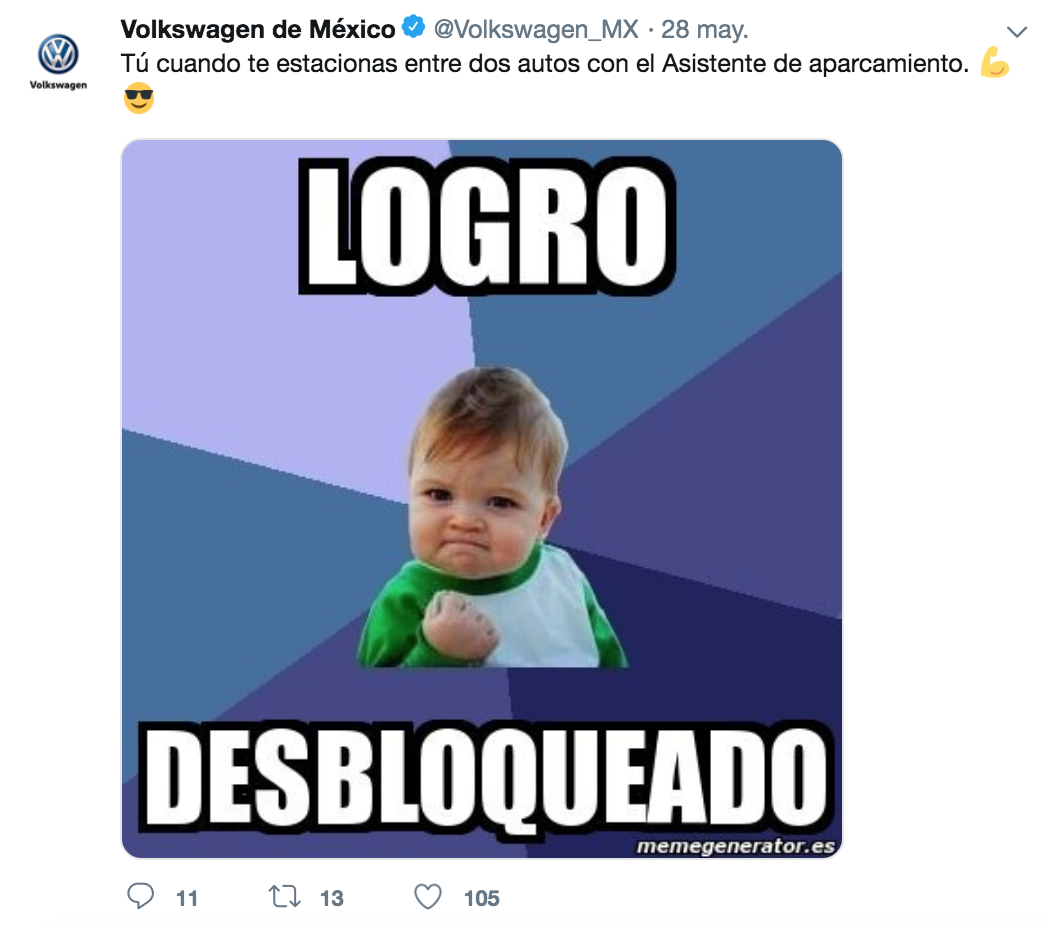 Volkswagen de México @Volkswagen_MX · 28 may.
Volkswagen
Tú cuando te estacionas entre dos autos con el Asistente de aparcamiento. 💪
😎
LOGRO
DESBLOQUEADO
memegenerator.es
11 13 105